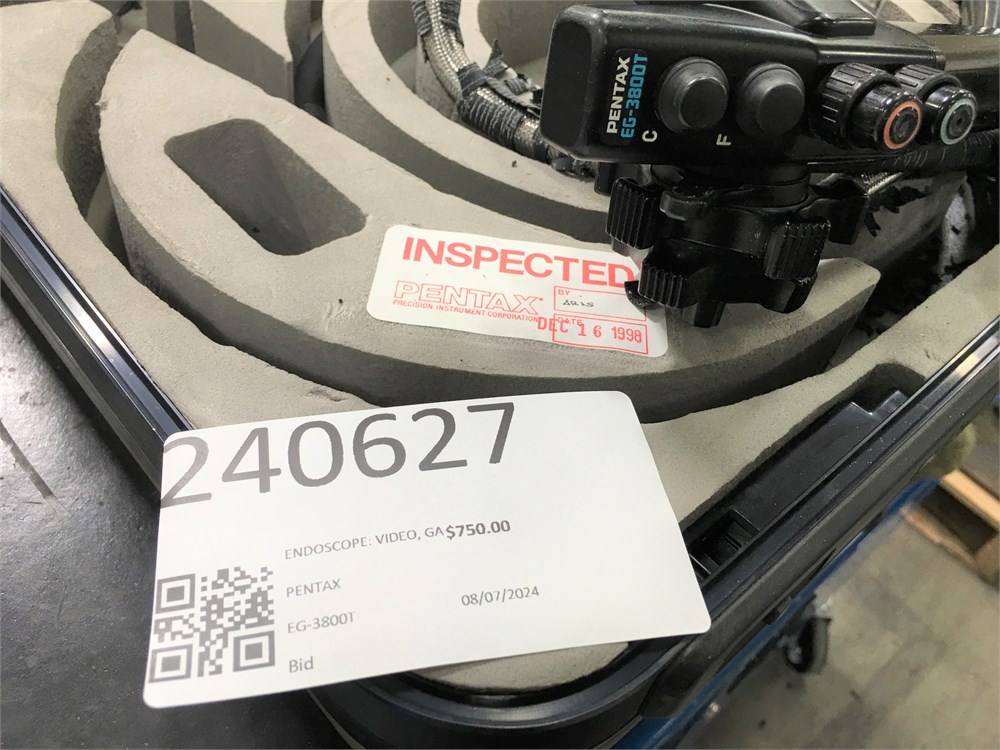 PENTAX
EG-3800T
C
F
INSPECTED
PENTAX
PRECISION INSTRUMENT CORPORATION
BY
DATE
DEC 16 1998
240627
ENDOSCOPE: VIDEO, GA $750.00
PENTAX
08/07/2024
EG-3800T
Bid